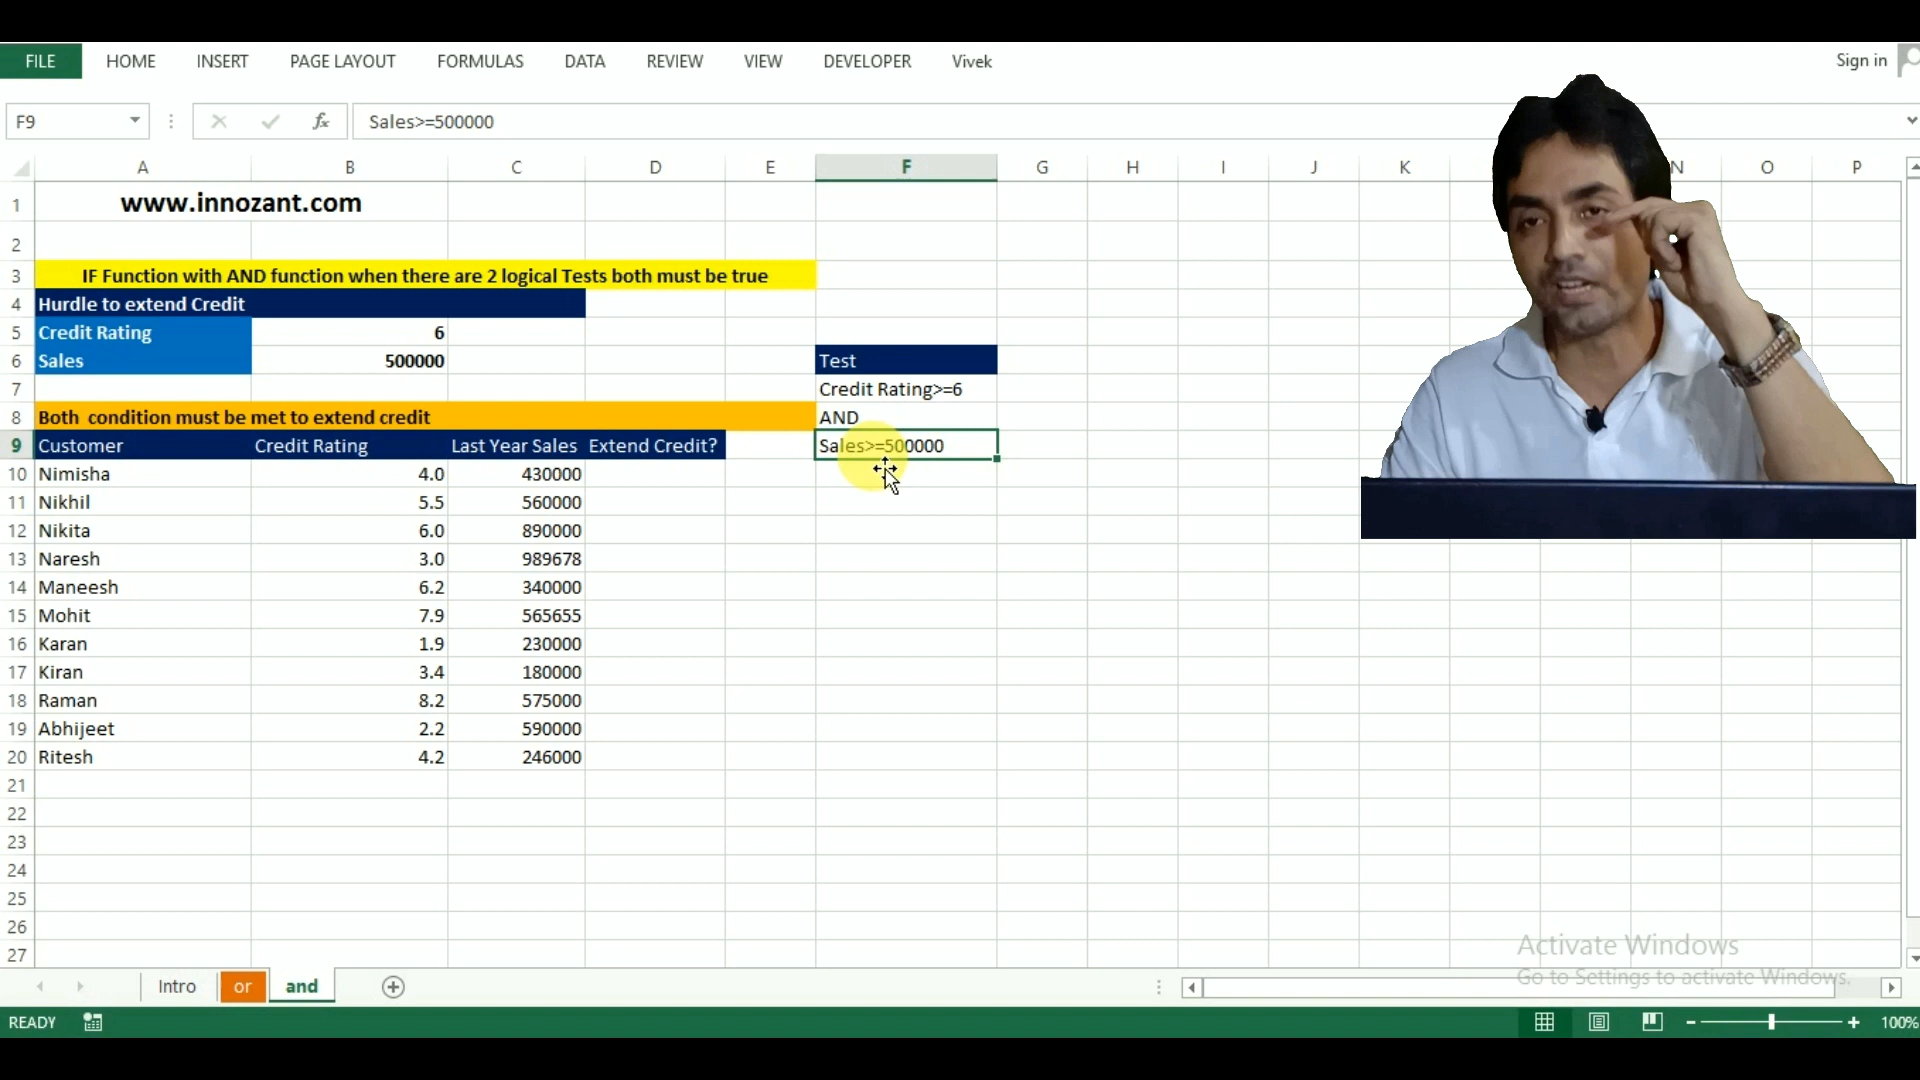 FILE HOME INSERT PAGE LAYOUT FORMULAS DATA REVIEW VIEW DEVELOPER Vivek Sign in
F9 fx Sales>=500000
A B C D E F G H I J K N O P
1 www.innozant.com
2
3 IF Function with AND function when there are 2 logical Tests both must be true
4 Hurdle to extend Credit
5 Credit Rating 6
6 Sales 500000 Test
7 Credit Rating>=6
8 Both condition must be met to extend credit AND
9 Customer Credit Rating Last Year Sales Extend Credit? Sales>=500000
10 Nimisha 4.0 430000
11 Nikhil 5.5 560000
12 Nikita 6.0 890000
13 Naresh 3.0 989678
14 Maneesh 6.2 340000
15 Mohit 7.9 565655
16 Karan 1.9 230000
17 Kiran 3.4 180000
18 Raman 8.2 575000
19 Abhijeet 2.2 590000
20 Ritesh 4.2 246000
21
22
23
24
25
26
27
Activate Windows
Go to Settings to activate Windows.
Intro or and
READY 100%